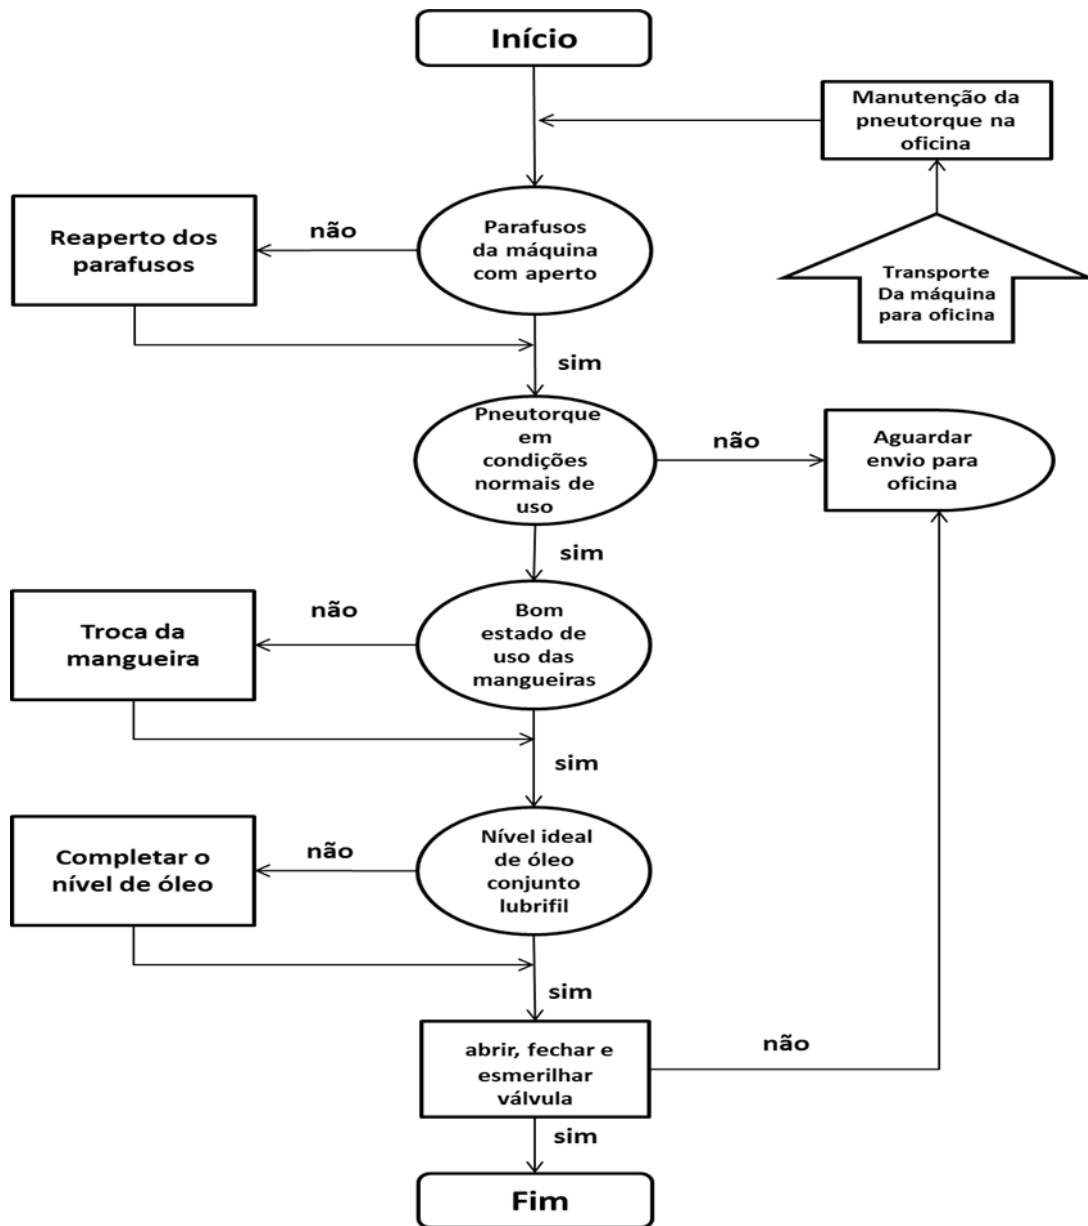 Início
Manutenção da
pneutorque na
oficina
Parafusos
da máquina
com aperto
não
Reaperto dos
parafusos
Transporte
Da máquina
para oficina
sim
Pneutorque
em
condições
normais de
uso
não
Aguardar
envio para
oficina
sim
Bom
estado de
uso das
mangueiras
não
Troca da
mangueira
sim
Nível ideal
de óleo
conjunto
lubrifil
não
Completar o
nível de óleo
sim
abrir, fechar e
esmerilhar
válvula
não
sim
Fim